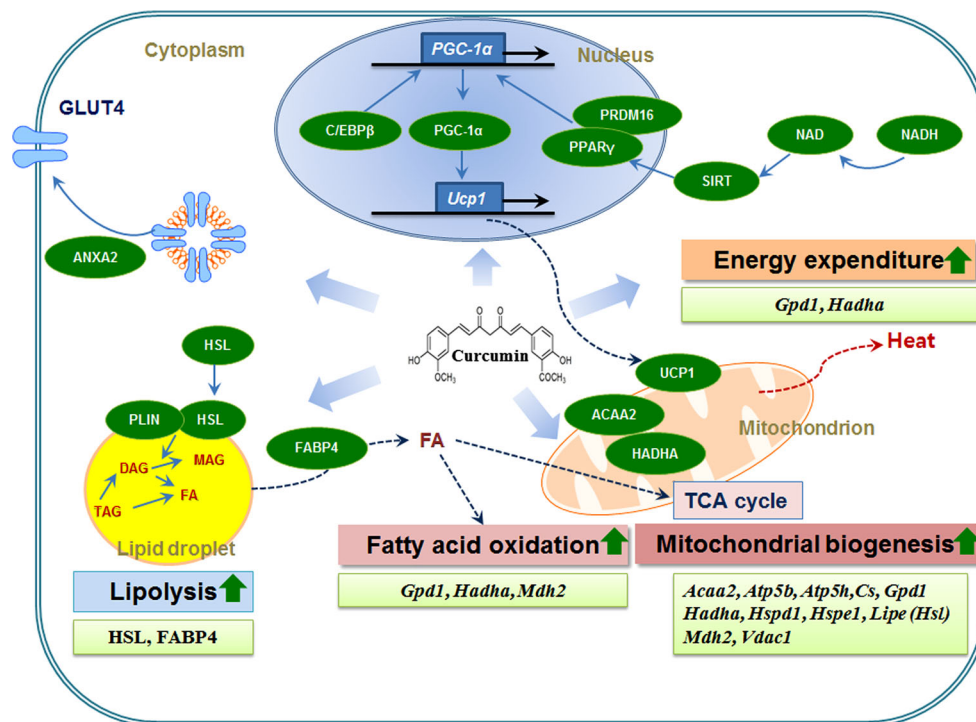 Cytoplasm
PGC-1α
Nucleus
GLUT4
C/EBPβ
PGC-1α
PRDM16
PPARγ
NAD
NADH
SIRT
Ucp1
ANXA2
Energy expenditure
Gpd1, Hadha
HSL
O O
HO
OCH₃
Curcumin
OH
COCH₃
Heat
UCP1
PLIN
HSL
ACAA2
Mitochondrion
FABP4
FA
HADHA
DAG
MAG
TAG
FA
TCA cycle
Lipid droplet
Fatty acid oxidation
Mitochondrial biogenesis
Lipolysis
Gpd1, Hadha, Mdh2
Acaa2, Atp5b, Atp5h,Cs, Gpd1
Hadha, Hspd1, Hspe1, Lipe (Hsl)
Mdh2, Vdac1
HSL, FABP4